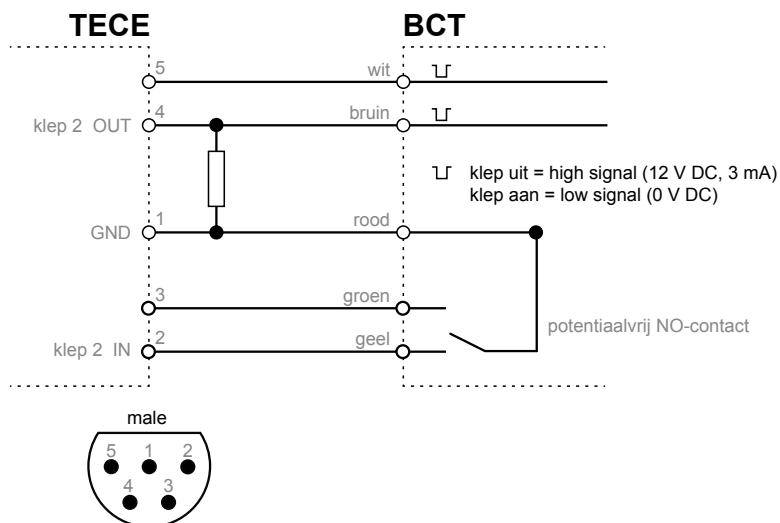 TECE
BCT
5
wit
klep 2 OUT
4
bruin
klep uit = high signal (12 V DC, 3 mA)
klep aan = low signal (0 V DC)
GND
1
rood
3
groen
potentiaalvrij NO-contact
klep 2 IN
2
geel
male
5 1 2
4 3